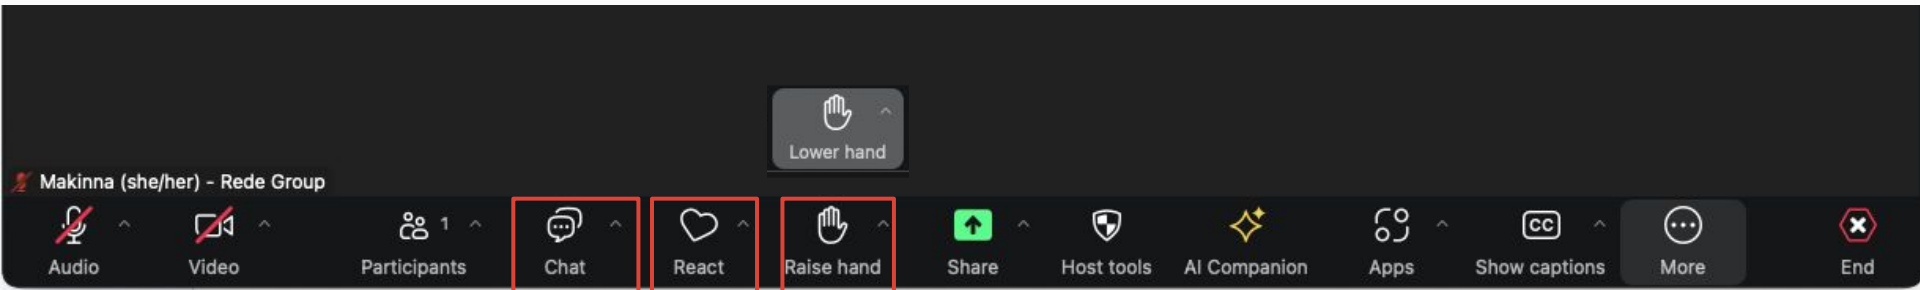 Lower hand
Makinna (she/her) - Rede Group
1
Audio Video Participants Chat React Raise hand Share Host tools AI Companion Apps Show captions More End
CC